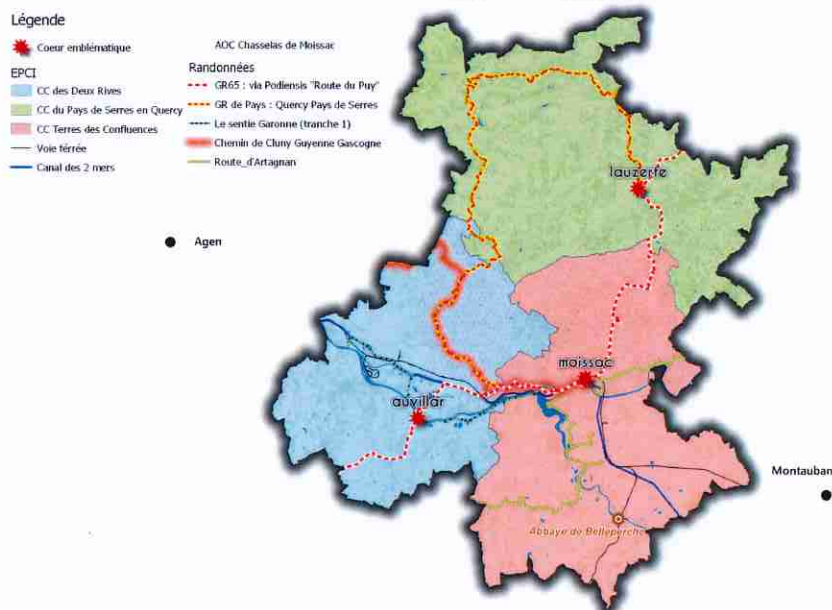 Légende
Coeur emblématique
AOC Chasselas de Moissac
EPCI
CC des Deux Rives
CC du Pays de Serres en Quercy
CC Terres des Confluences
Voie férrée
Canal des 2 mers
Randonnées
GR65 : via Podiensis "Route du Puy"
GR de Pays : Quercy Pays de Serres
Le sentie Garonne (tranche 1)
Chemin de Cluny Guyenne Gascogne
Route_d'Artagnan
lauzerte
Agen
moissac
auvillar
Montauban
Abbaye de Belleperche